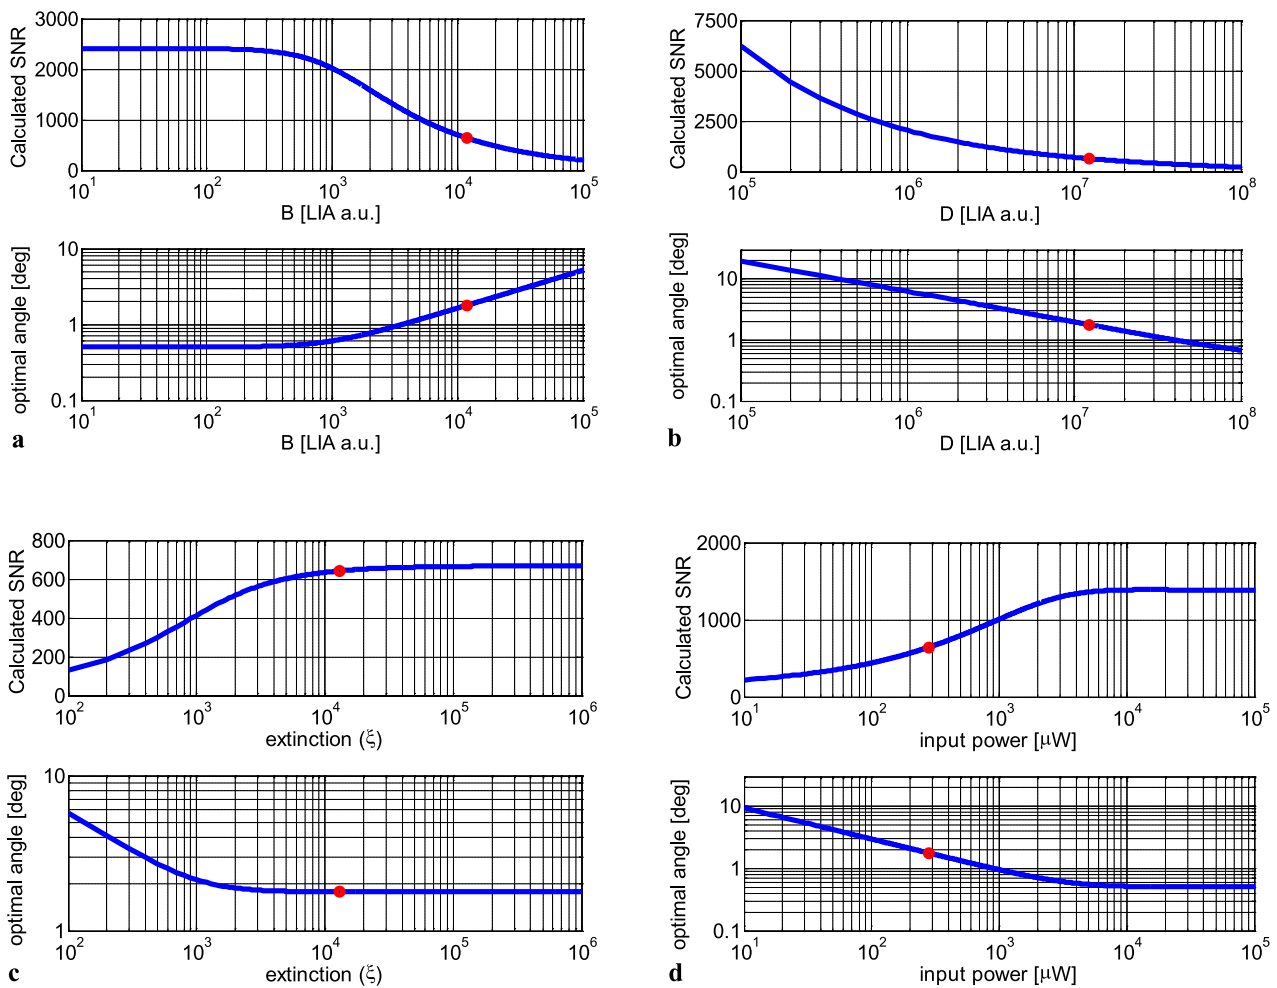 Calculated SNR
3000
2000
1000
0
10^1 10^2 10^3 10^4 10^5
B [LIA a.u.]
optimal angle [deg]
10
1
0.1
10^1 10^2 10^3 10^4 10^5
B [LIA a.u.]
a
Calculated SNR
7500
5000
2500
0
10^5 10^6 10^7 10^8
D [LIA a.u.]
optimal angle [deg]
10
1
0.1
10^5 10^6 10^7 10^8
D [LIA a.u.]
b
Calculated SNR
800
600
400
200
0
10^2 10^3 10^4 10^5 10^6
extinction (ξ)
optimal angle [deg]
10
1
10^2 10^3 10^4 10^5 10^6
extinction (ξ)
c
Calculated SNR
2000
1000
0
10^1 10^2 10^3 10^4 10^5
input power [μW]
optimal angle [deg]
10
1
0.1
10^1 10^2 10^3 10^4 10^5
input power [μW]
d